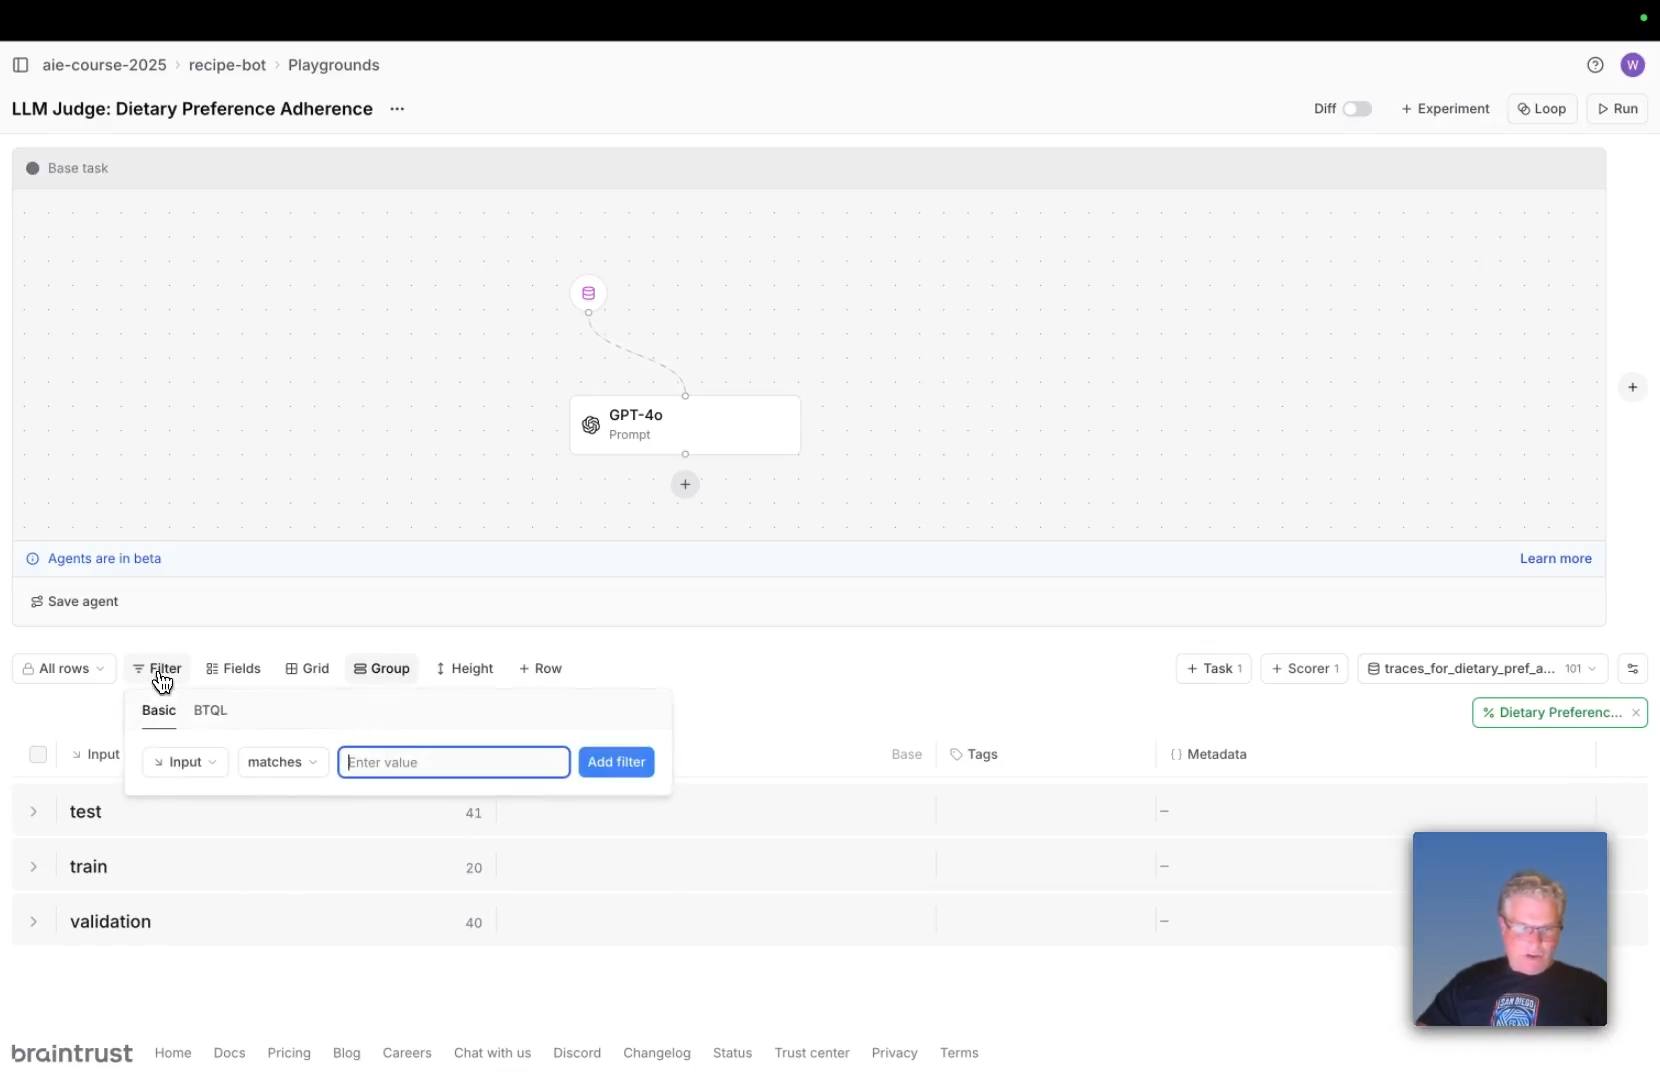 aie-course-2025 › recipe-bot › Playgrounds
W
LLM Judge: Dietary Preference Adherence ···
Diff
+ Experiment
Loop
Run
Base task
GPT-4o
Prompt
Agents are in beta
Learn more
Save agent
All rows
Filter
Fields
Grid
Group
Height
+ Row
+ Task 1
+ Scorer 1
traces_for_dietary_pref_a... 101
Basic
BTQL
% Dietary Preferenc... ×
Input
matches
Enter value
Add filter
Input
Base
Tags
{ } Metadata
test 41 –
train 20 –
validation 40 –
SAN DIEGO
braintrust
Home
Docs
Pricing
Blog
Careers
Chat with us
Discord
Changelog
Status
Trust center
Privacy
Terms